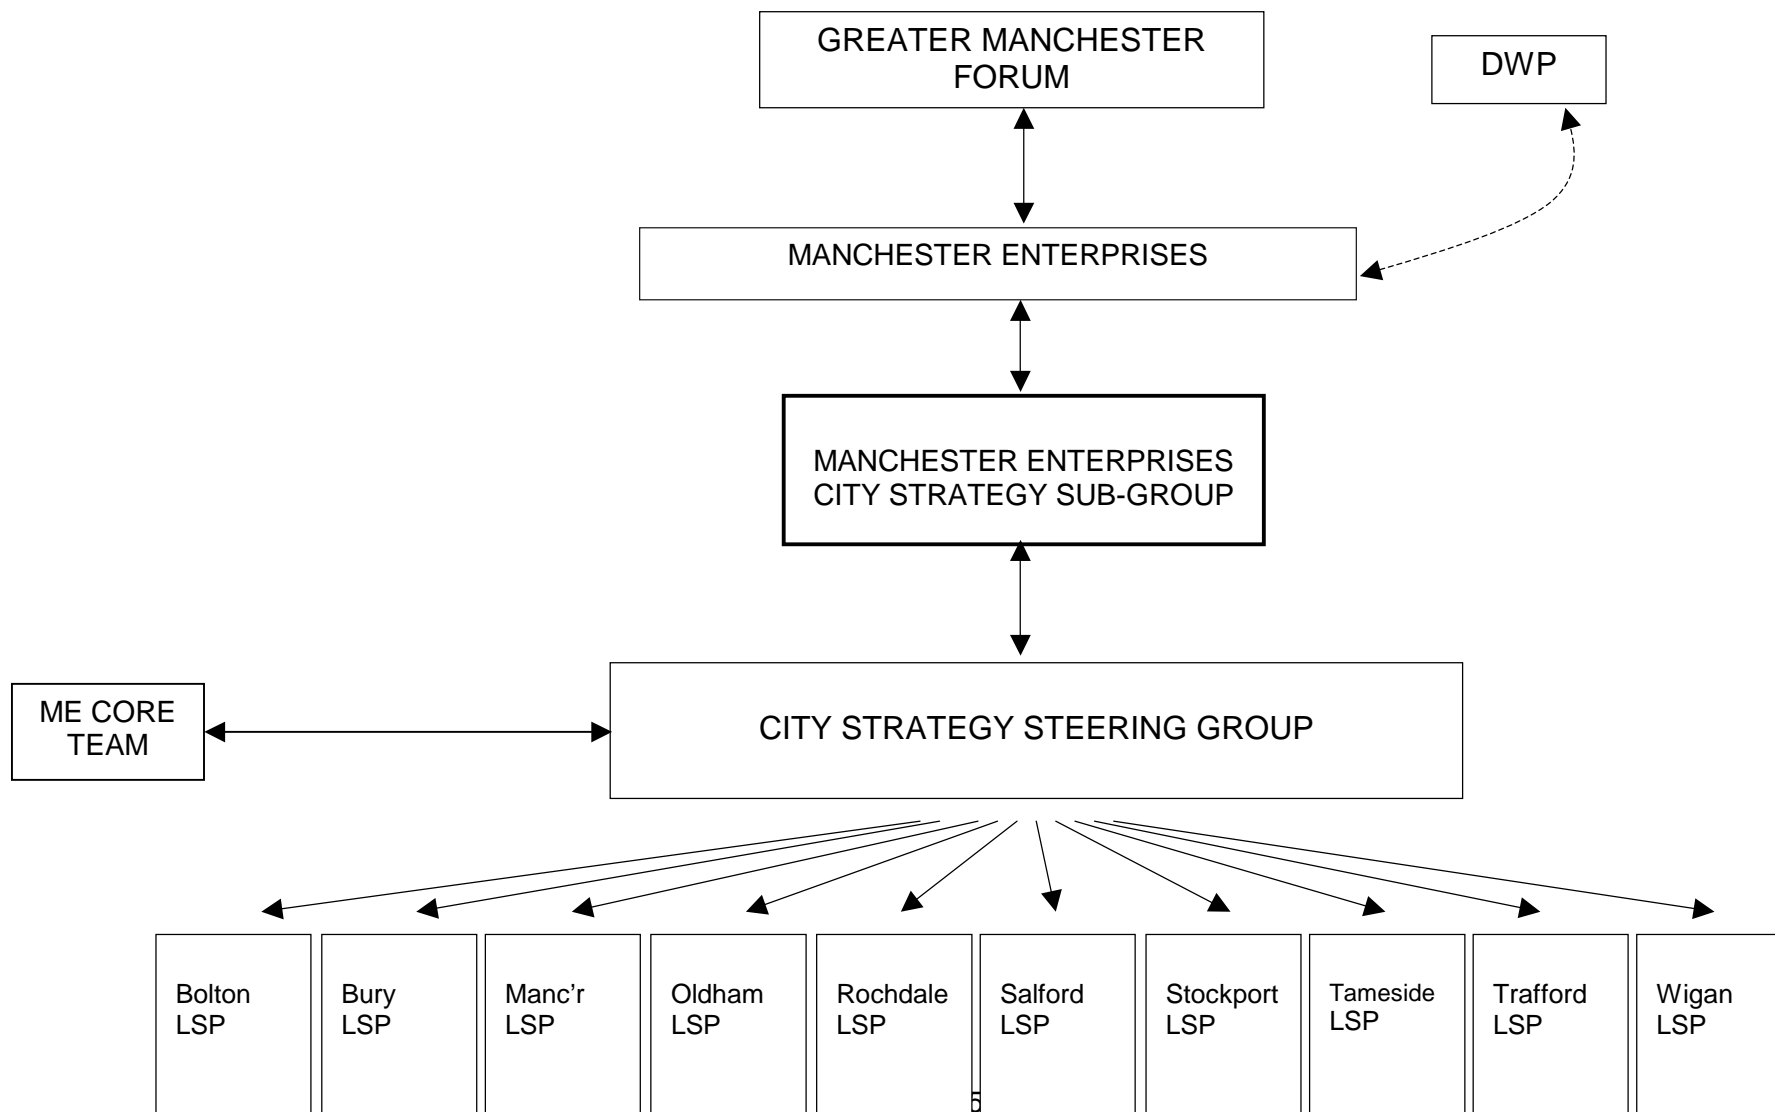 GREATER MANCHESTER
FORUM
DWP
MANCHESTER ENTERPRISES
MANCHESTER ENTERPRISES
CITY STRATEGY SUB-GROUP
ME CORE
TEAM
CITY STRATEGY STEERING GROUP
Bolton
LSP
Bury
LSP
Manc’r
LSP
Oldham
LSP
Rochdale
LSP
Salford
LSP
Stockport
LSP
Tameside
LSP
Trafford
LSP
Wigan
LSP